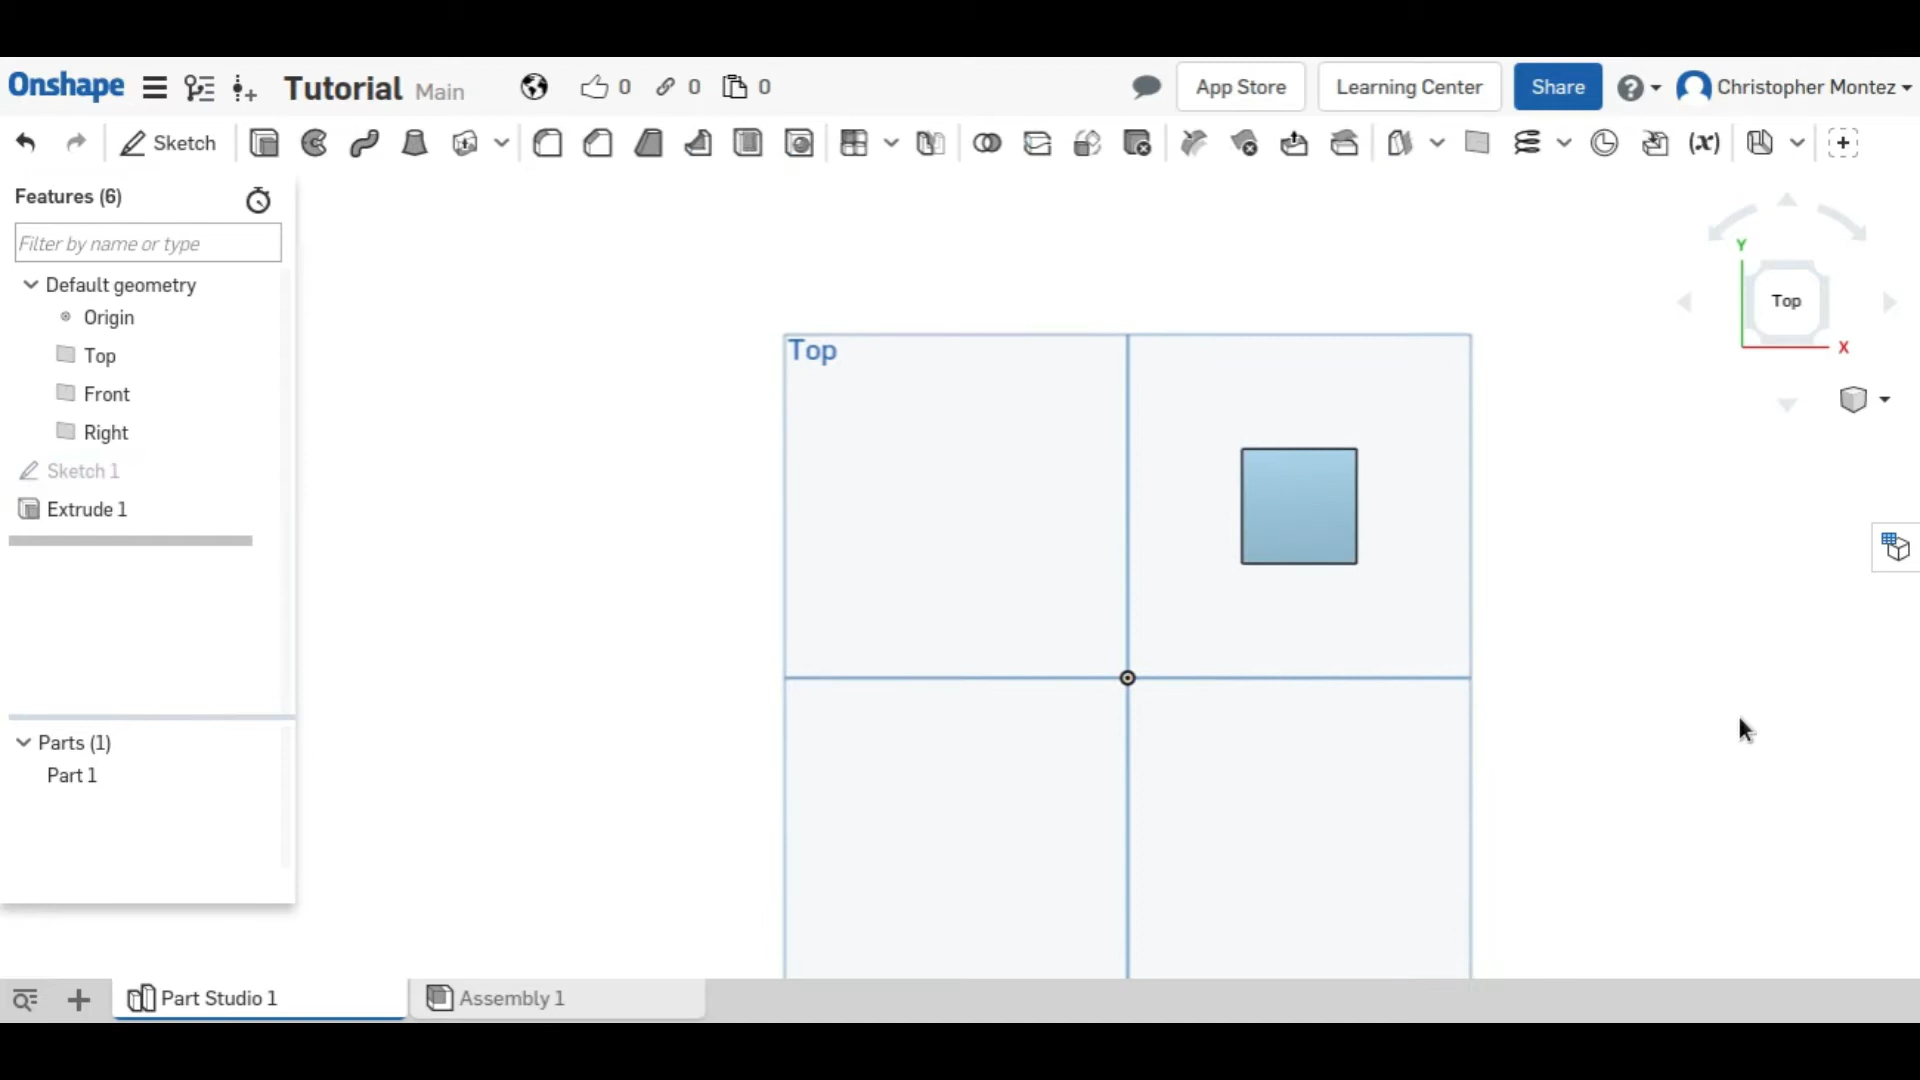 Onshape Tutorial Main 0 0 0 App Store Learning Center Share Christopher Montez
Sketch (x)
Features (6)
Filter by name or type
Default geometry
Origin
Top
Front
Right
Sketch 1
Extrude 1
Parts (1)
Part 1
Top
Y
Top
X
Part Studio 1 Assembly 1